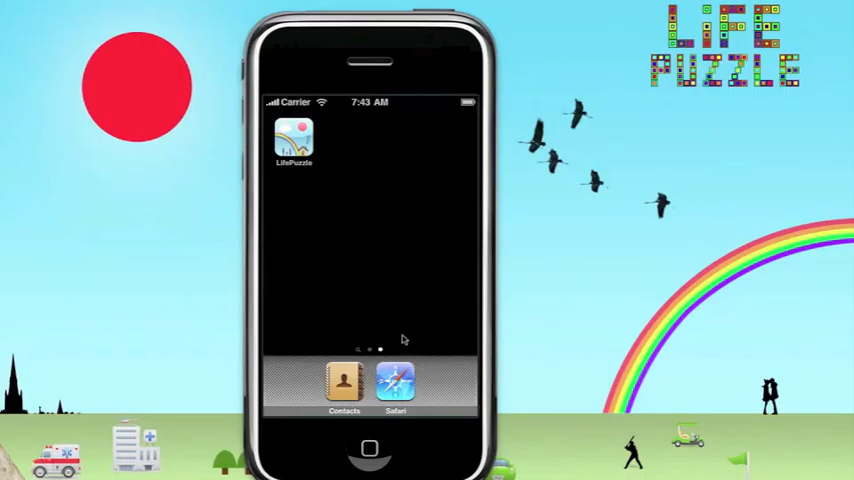 LiFE
PUZZLE
Carrier
7:43 AM
LifePuzzle
Contacts
Safari